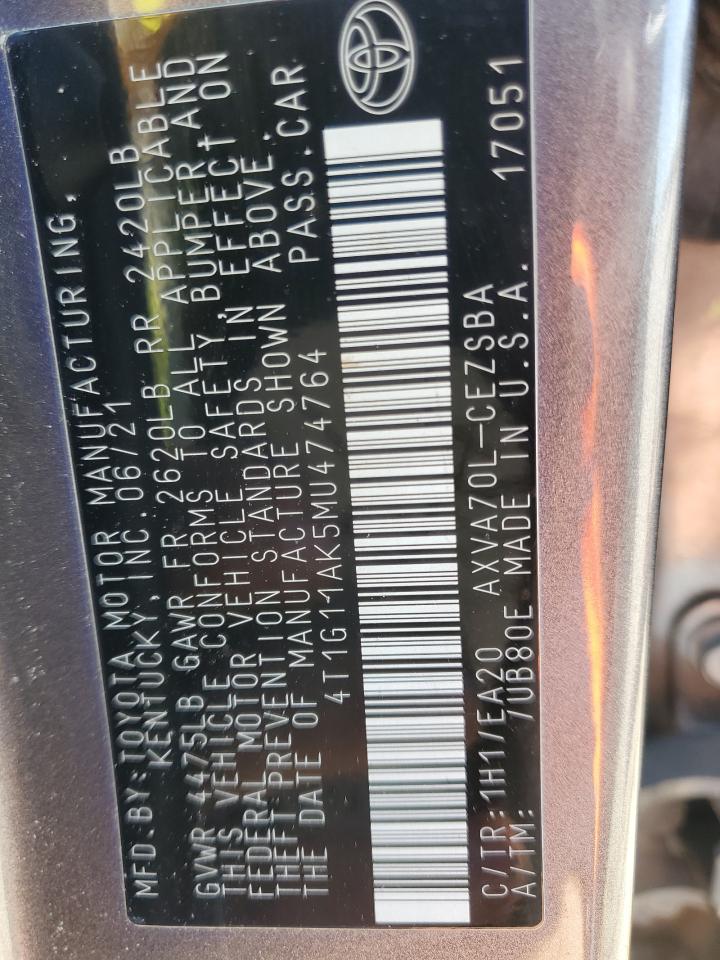 MFD.BY:TOYOTA MOTOR MANUFACTURING,
KENTUCKY, INC. 06/21
GVWR 4475LB GAWR FR 2620LB RR 2420LB
THIS VEHICLE CONFORMS TO ALL APPLICABLE
FEDERAL MOTOR VEHICLE SAFETY, BUMPER AND
THEFT PREVENTION STANDARDS IN EFFECT ON
THE DATE OF MANUFACTURE SHOWN ABOVE.
4T1G11AK5MU474764 PASS.CAR
C/TR:1H1/EA20 AXVA70L-CEZSBA
A/TM: /UB80E MADE IN U.S.A. 17051